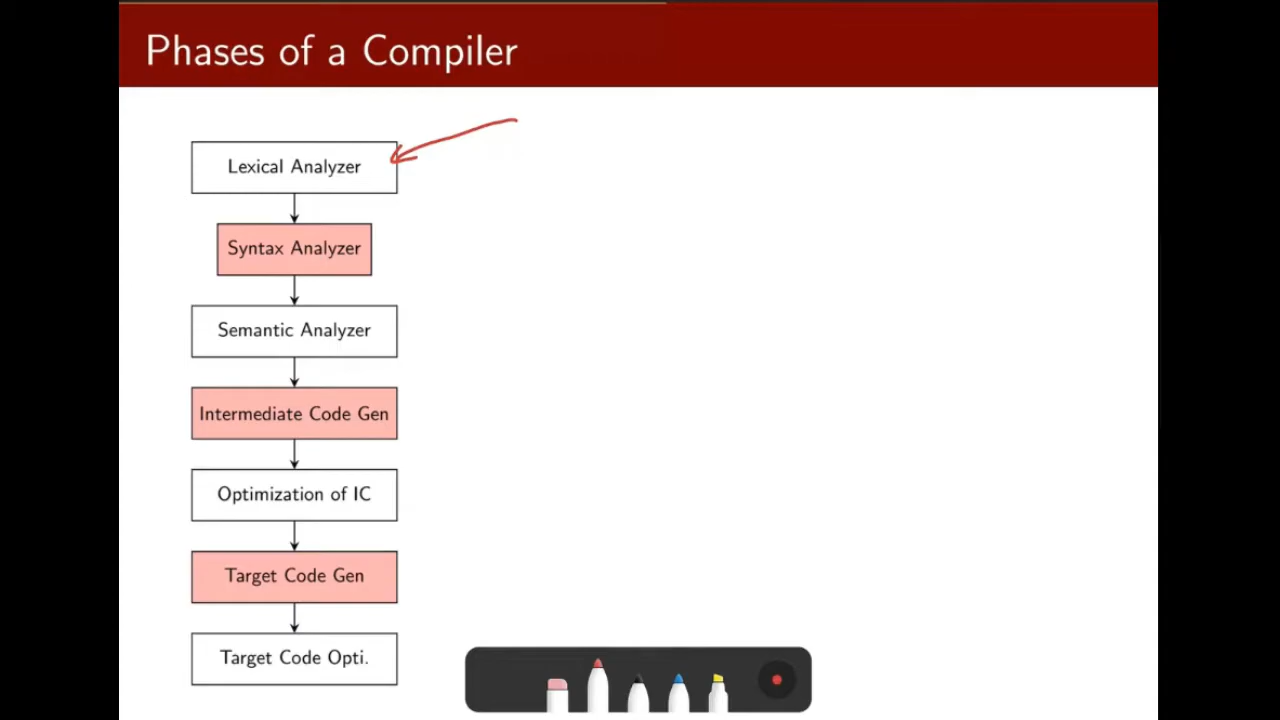 Phases of a Compiler
Lexical Analyzer
Syntax Analyzer
Semantic Analyzer
Intermediate Code Gen
Optimization of IC
Target Code Gen
Target Code Opti.